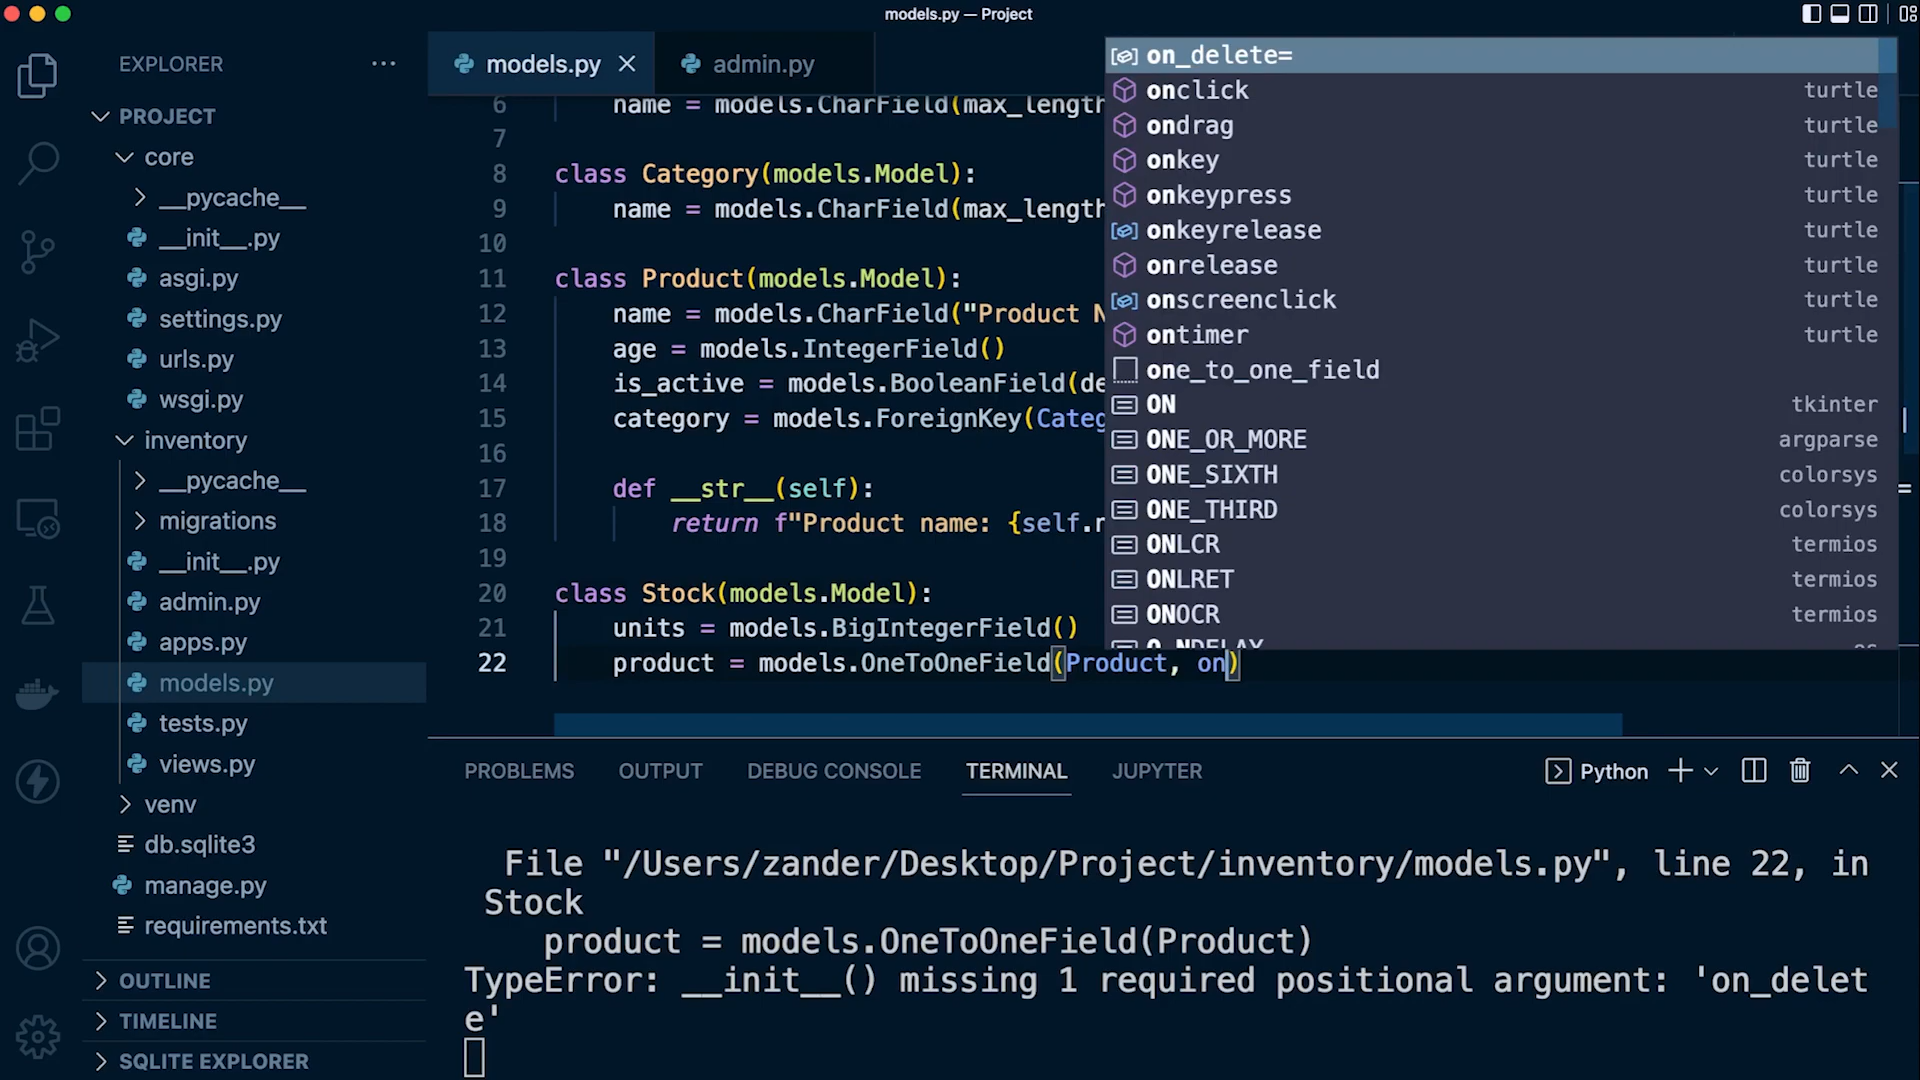 models.py — Project
EXPLORER
PROJECT
core
__pycache__
__init__.py
asgi.py
settings.py
urls.py
wsgi.py
inventory
__pycache__
migrations
__init__.py
admin.py
apps.py
models.py
tests.py
views.py
venv
db.sqlite3
manage.py
requirements.txt
OUTLINE
TIMELINE
SQLITE EXPLORER
models.py
admin.py
6 name = models.CharField(max_length
7
8 class Category(models.Model):
9 name = models.CharField(max_length
10
11 class Product(models.Model):
12 name = models.CharField("Product N
13 age = models.IntegerField()
14 is_active = models.BooleanField(de
15 category = models.ForeignKey(Categ
16
17 def __str__(self):
18 return f"Product name: {self.n
19
20 class Stock(models.Model):
21 units = models.BigIntegerField()
22 product = models.OneToOneField(Product, on)
on_delete=
onclick turtle
ondrag turtle
onkey turtle
onkeypress turtle
onkeyrelease turtle
onrelease turtle
onscreenclick turtle
ontimer turtle
one_to_one_field
ON tkinter
ONE_OR_MORE argparse
ONE_SIXTH colorsys
ONE_THIRD colorsys
ONLCR termios
ONLRET termios
ONOCR termios
O_NDELAY os
=
PROBLEMS OUTPUT DEBUG CONSOLE TERMINAL JUPYTER
Python
File "/Users/zander/Desktop/Project/inventory/models.py", line 22, in
Stock
product = models.OneToOneField(Product)
TypeError: __init__() missing 1 required positional argument: 'on_delet
e'